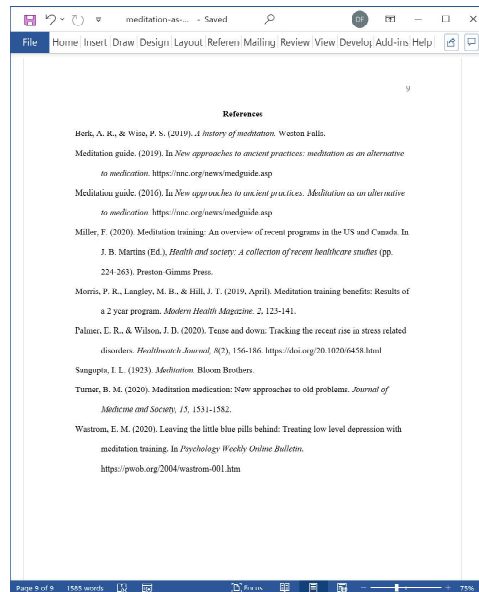 meditation-as-... - Saved
DF
File Home Insert Draw Design Layout Referen Mailing Review View Develop Add-ins Help
9
References
Berk, A. R., & Wise, P. S. (2019). A history of meditation. Weston Falls.
Meditation guide. (2019). In New approaches to ancient practices: meditation as an alternative
to medication. https://nnc.org/news/medguide.asp
Meditation guide. (2016). In New approaches to ancient practices. Meditation as an alternative
to medication. https://nnc.org/news/medguide.asp
Miller, F. (2020). Meditation training: An overview of recent programs in the US and Canada. In
J. B. Martins (Ed.), Health and society: A collection of recent healthcare studies (pp.
224-263). Preston-Gimms Press.
Morris, P. R., Langley, M. B., & Hill, J. T. (2019, April). Meditation training benefits: Results of
a 2 year program. Modern Health Magazine. 2, 123-141.
Palmer, E. R., & Wilson, J. B. (2020). Tense and down: Tracking the recent rise in stress related
disorders. Healthwatch Journal, 8(2), 156-186. https://doi.org/20.1020/6458.html
Sungupta, I. L. (1923). Meditation. Bloom Brothers.
Turner, B. M. (2020). Meditation medication: New approaches to old problems. Journal of
Medicine and Society, 15, 1531-1582.
Wastrom, E. M. (2020). Leaving the little blue pills behind: Treating low level depression with
meditation training. In Psychology Weekly Online Bulletin.
https://pwob.org/2004/wastrom-001.htm
Page 9 of 9 1585 words Focus 75%